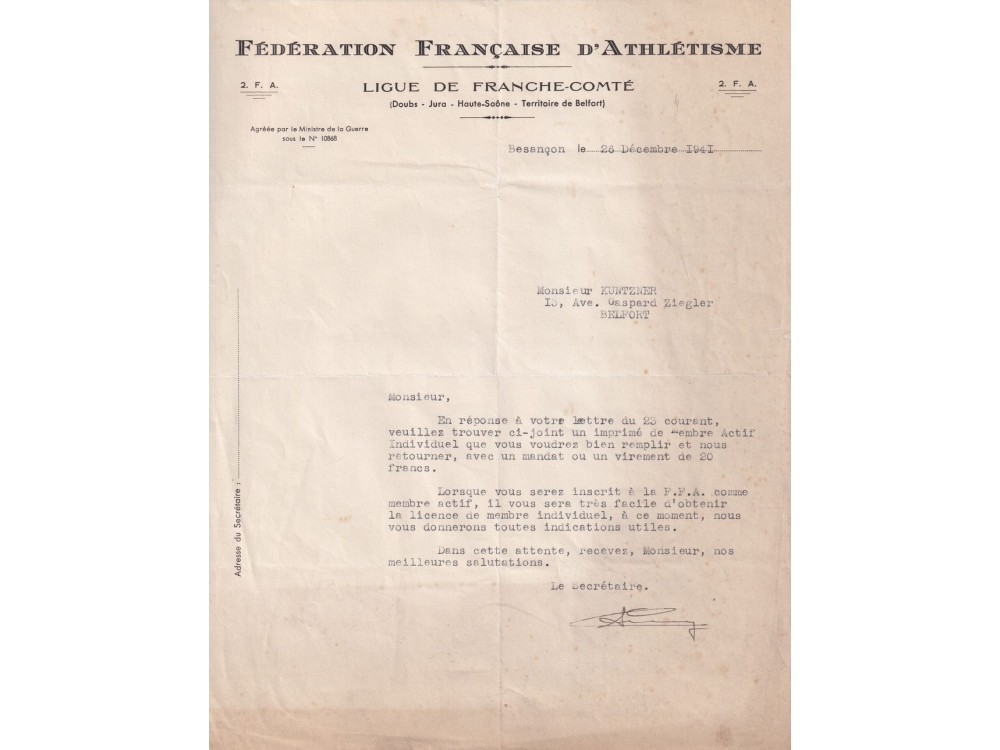 FÉDÉRATION FRANÇAISE D'ATHLÉTISME
2. F. A.
LIGUE DE FRANCHE-COMTÉ
2. F. A.
(Doubs - Jura - Haute-Saône - Territoire de Belfort)
Agréée par le Ministre de la Guerre
sous le N° 10868
Besançon le 26 Décembre I94I
Monsieur KUNTZNER
I3, Ave. Gaspard Ziegler
BELFORT
Monsieur,
En réponse à votre lettre du 23 courant,
veuillez trouver ci-joint un imprimé de Membre Actif
Individuel que vous voudrez bien remplir et nous
retourner, avec un mandat ou un virement de 20
francs.
Lorsque vous serez inscrit à la F.F.A. comme
membre actif, il vous sera très facile d'obtenir
la licence de membre individuel, à ce moment, nous
vous donnerons toutes indications utiles.
Dans cette attente, recevez, Monsieur, nos
meilleures salutations.
Le Secrétaire.
Adresse du Secrétaire :